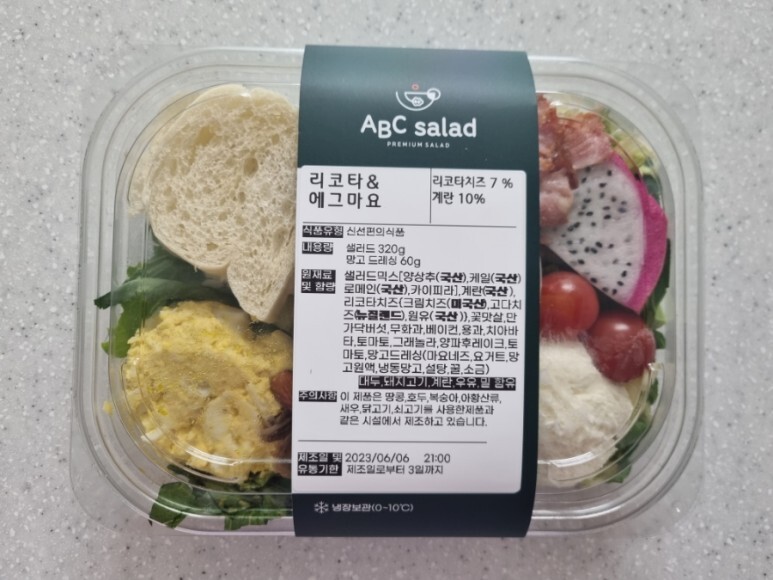 ABC salad
PREMIUM SALAD
리코타&
에그마요
리코타치즈 7 %
계란 10%
식품유형 신선편의식품
내용량 샐러드 320g
망고 드레싱 60g
원재료 및 함량 샐러드믹스[양상추(국산),케일(국산)
로메인(국산),카이피라],계란(국산),
리코타치즈{크림치즈(미국산),고다치
즈(뉴질랜드),원유(국산)},꽃맛살,만
가닥버섯,무화과,베이컨,용과,치아바
타,토마토,그래놀라,양파후레이크,토
마토,망고드레싱(마요네즈,요거트,망
고원액,냉동망고,설탕,꿀,소금)
대두,돼지고기,계란,우유,밀 함유
주의사항 이 제품은 땅콩,호두,복숭아,아황산류,
새우,닭고기,쇠고기를 사용한제품과
같은 시설에서 제조하고 있습니다.
제조일 및 2023/06/06 21:00
유통기한 제조일로부터 3일까지
냉장보관(0~10℃)